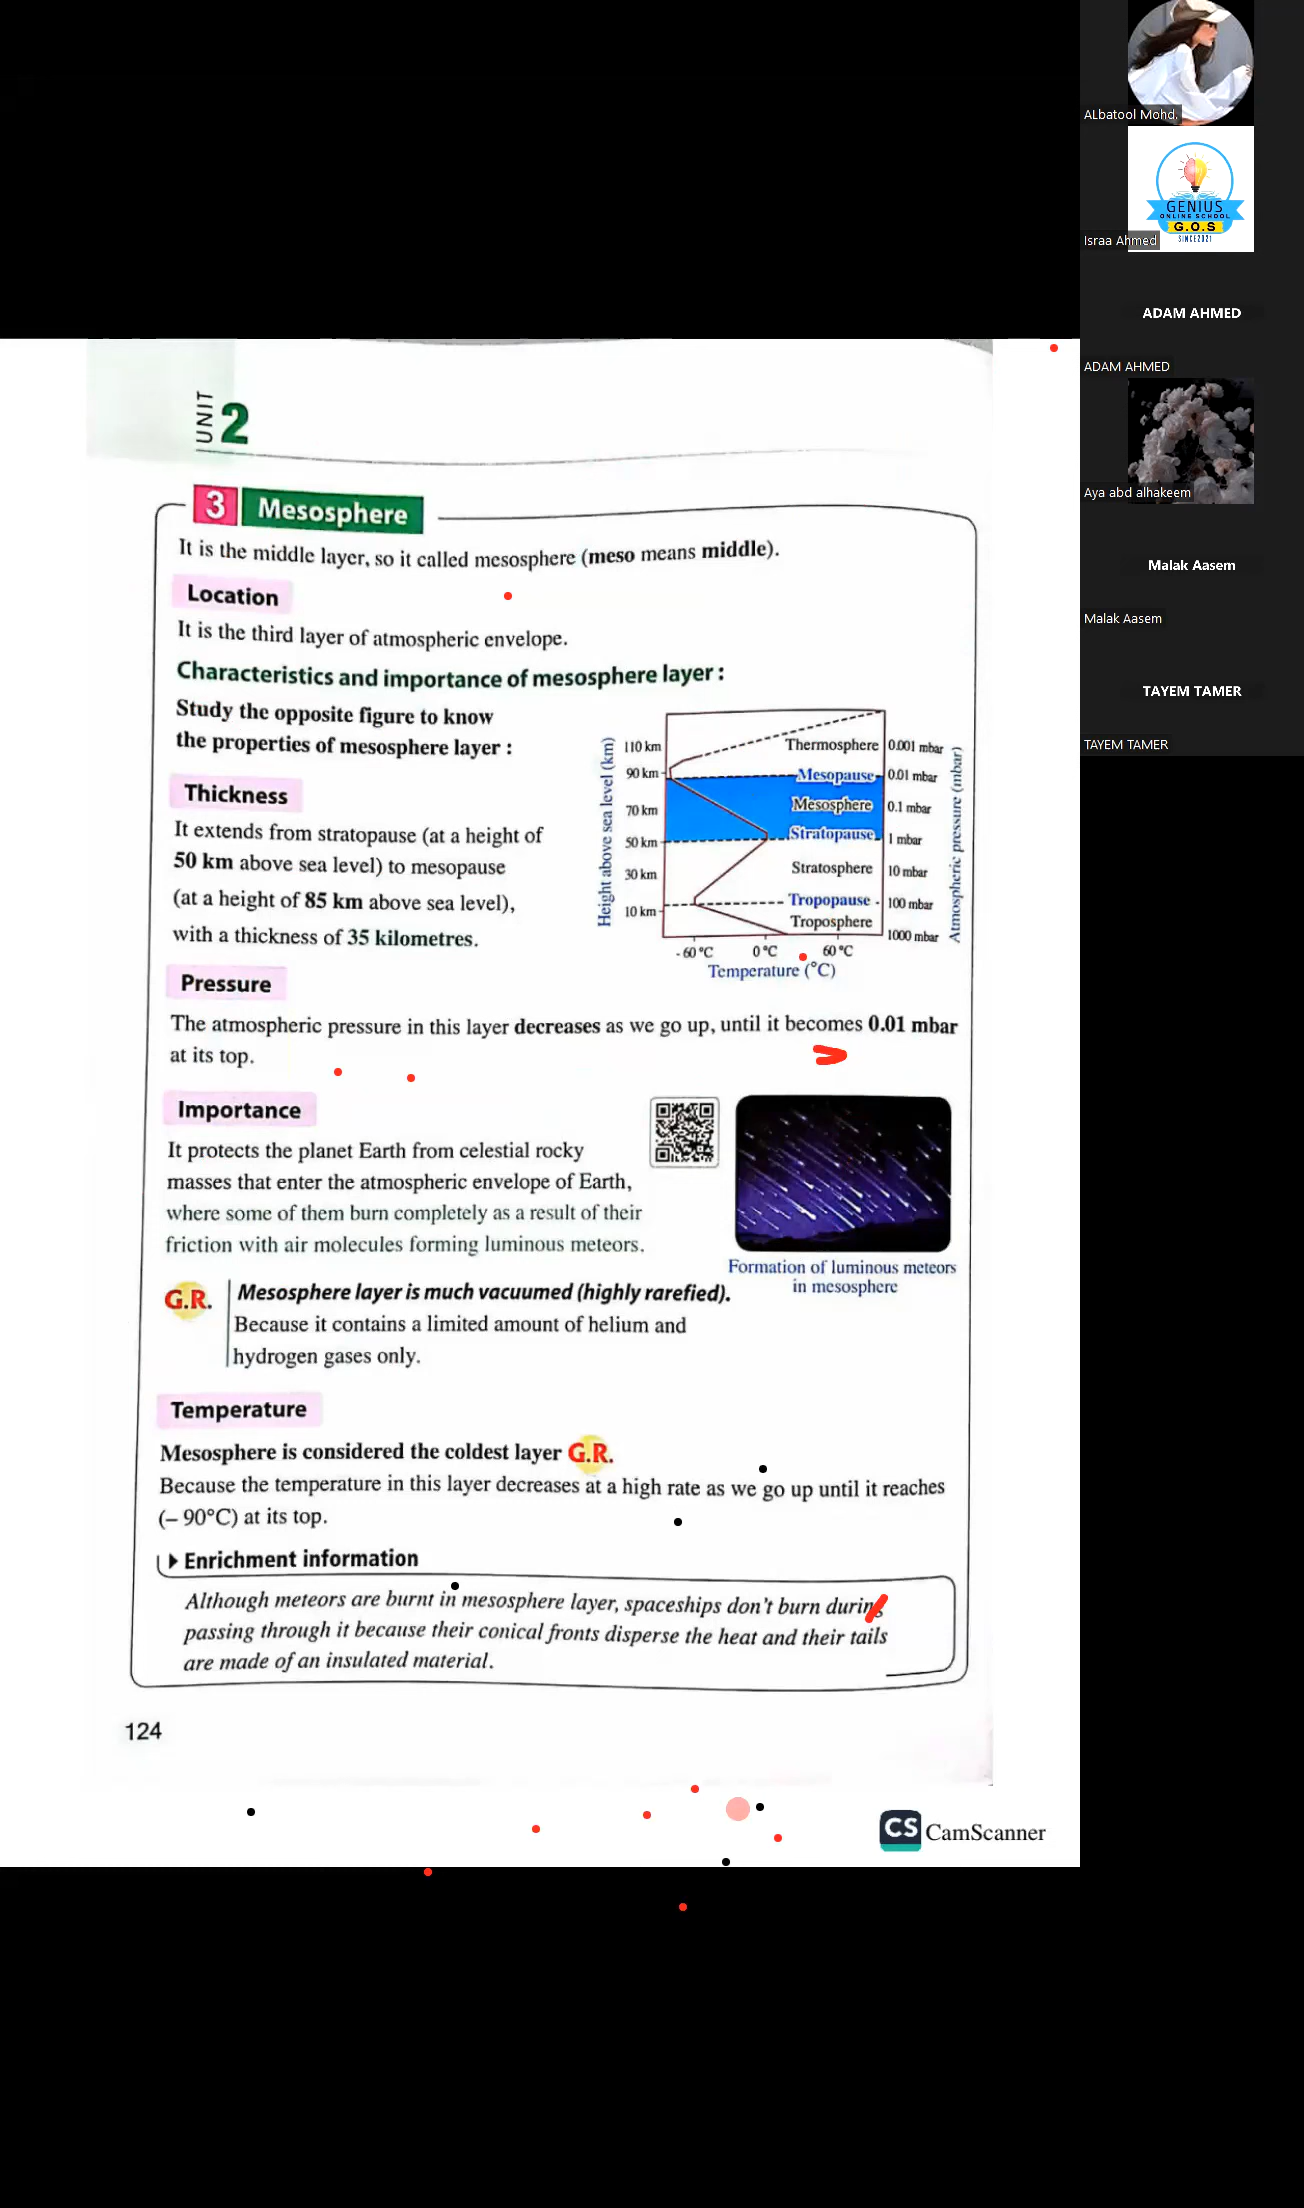 ALbatool Mohd.
GENIUS
ONLINE SCHOOL
G.O.S
SINCE2021
Israa Ahmed
ADAM AHMED
ADAM AHMED
Aya abd alhakeem
Malak Aasem
Malak Aasem
TAYEM TAMER
TAYEM TAMER
UNIT
2
3 Mesosphere
It is the middle layer, so it called mesosphere (meso means middle).
Location
It is the third layer of atmospheric envelope.
Characteristics and importance of mesosphere layer :
Study the opposite figure to know
the properties of mesosphere layer :
Thickness
It extends from stratopause (at a height of
50 km above sea level) to mesopause
(at a height of 85 km above sea level),
with a thickness of 35 kilometres.
Height above sea level (km)
110 km
90 km
70 km
50 km
30 km
10 km
Thermosphere
Mesopause
Mesosphere
Stratopause
Stratosphere
Tropopause
Troposphere
0.001 mbar
0.01 mbar
0.1 mbar
1 mbar
10 mbar
100 mbar
1000 mbar
Atmospheric pressure (mbar)
- 60 °C 0 °C 60 °C
Temperature (°C)
Pressure
The atmospheric pressure in this layer decreases as we go up, until it becomes 0.01 mbar
at its top.
Importance
It protects the planet Earth from celestial rocky
masses that enter the atmospheric envelope of Earth,
where some of them burn completely as a result of their
friction with air molecules forming luminous meteors.
Formation of luminous meteors
in mesosphere
G.R. Mesosphere layer is much vacuumed (highly rarefied).
Because it contains a limited amount of helium and
hydrogen gases only.
Temperature
Mesosphere is considered the coldest layer G.R.
Because the temperature in this layer decreases at a high rate as we go up until it reaches
(– 90°C) at its top.
Enrichment information
Although meteors are burnt in mesosphere layer, spaceships don't burn during
passing through it because their conical fronts disperse the heat and their tails
are made of an insulated material.
124
CS CamScanner